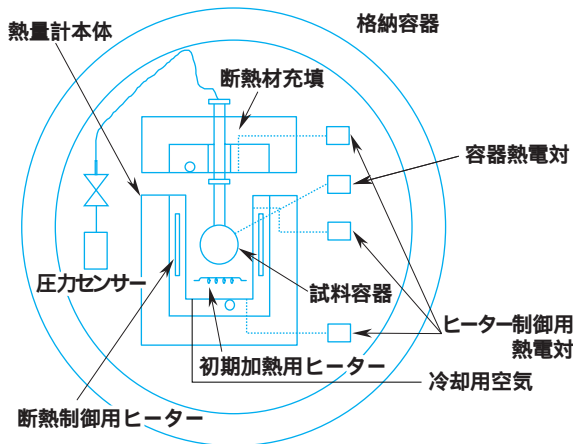 熱量計本体
格納容器
断熱材充填
容器熱電対
圧力センサー
試料容器
ヒーター制御用
熱電対
初期加熱用ヒーター
冷却用空気
断熱制御用ヒーター